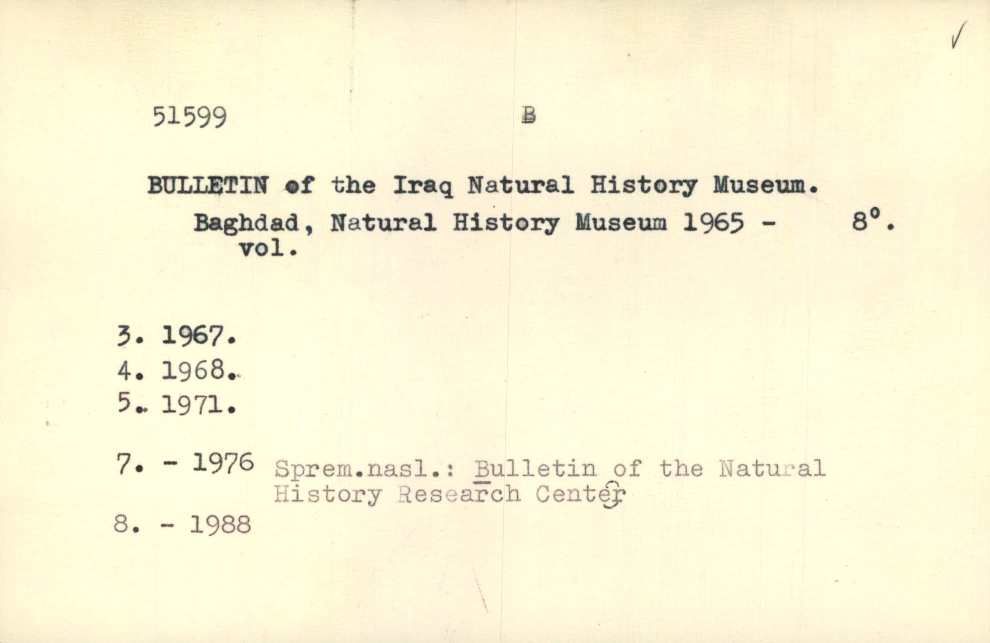 51599 B
BULLETIN of the Iraq Natural History Museum.
Baghdad, Natural History Museum 1965 - 8°.
vol.
3. 1967.
4. 1968.
5. 1971.
7. - 1976 Sprem.nasl.: Bulletin of the Natural
History Research Center
8. - 1988